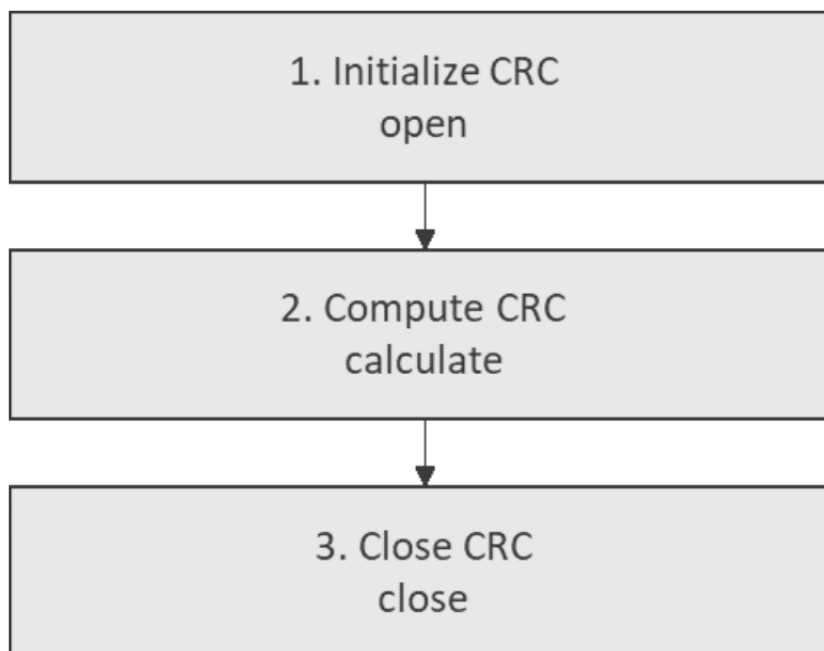 1. Initialize CRC
open
2. Compute CRC
calculate
3. Close CRC
close